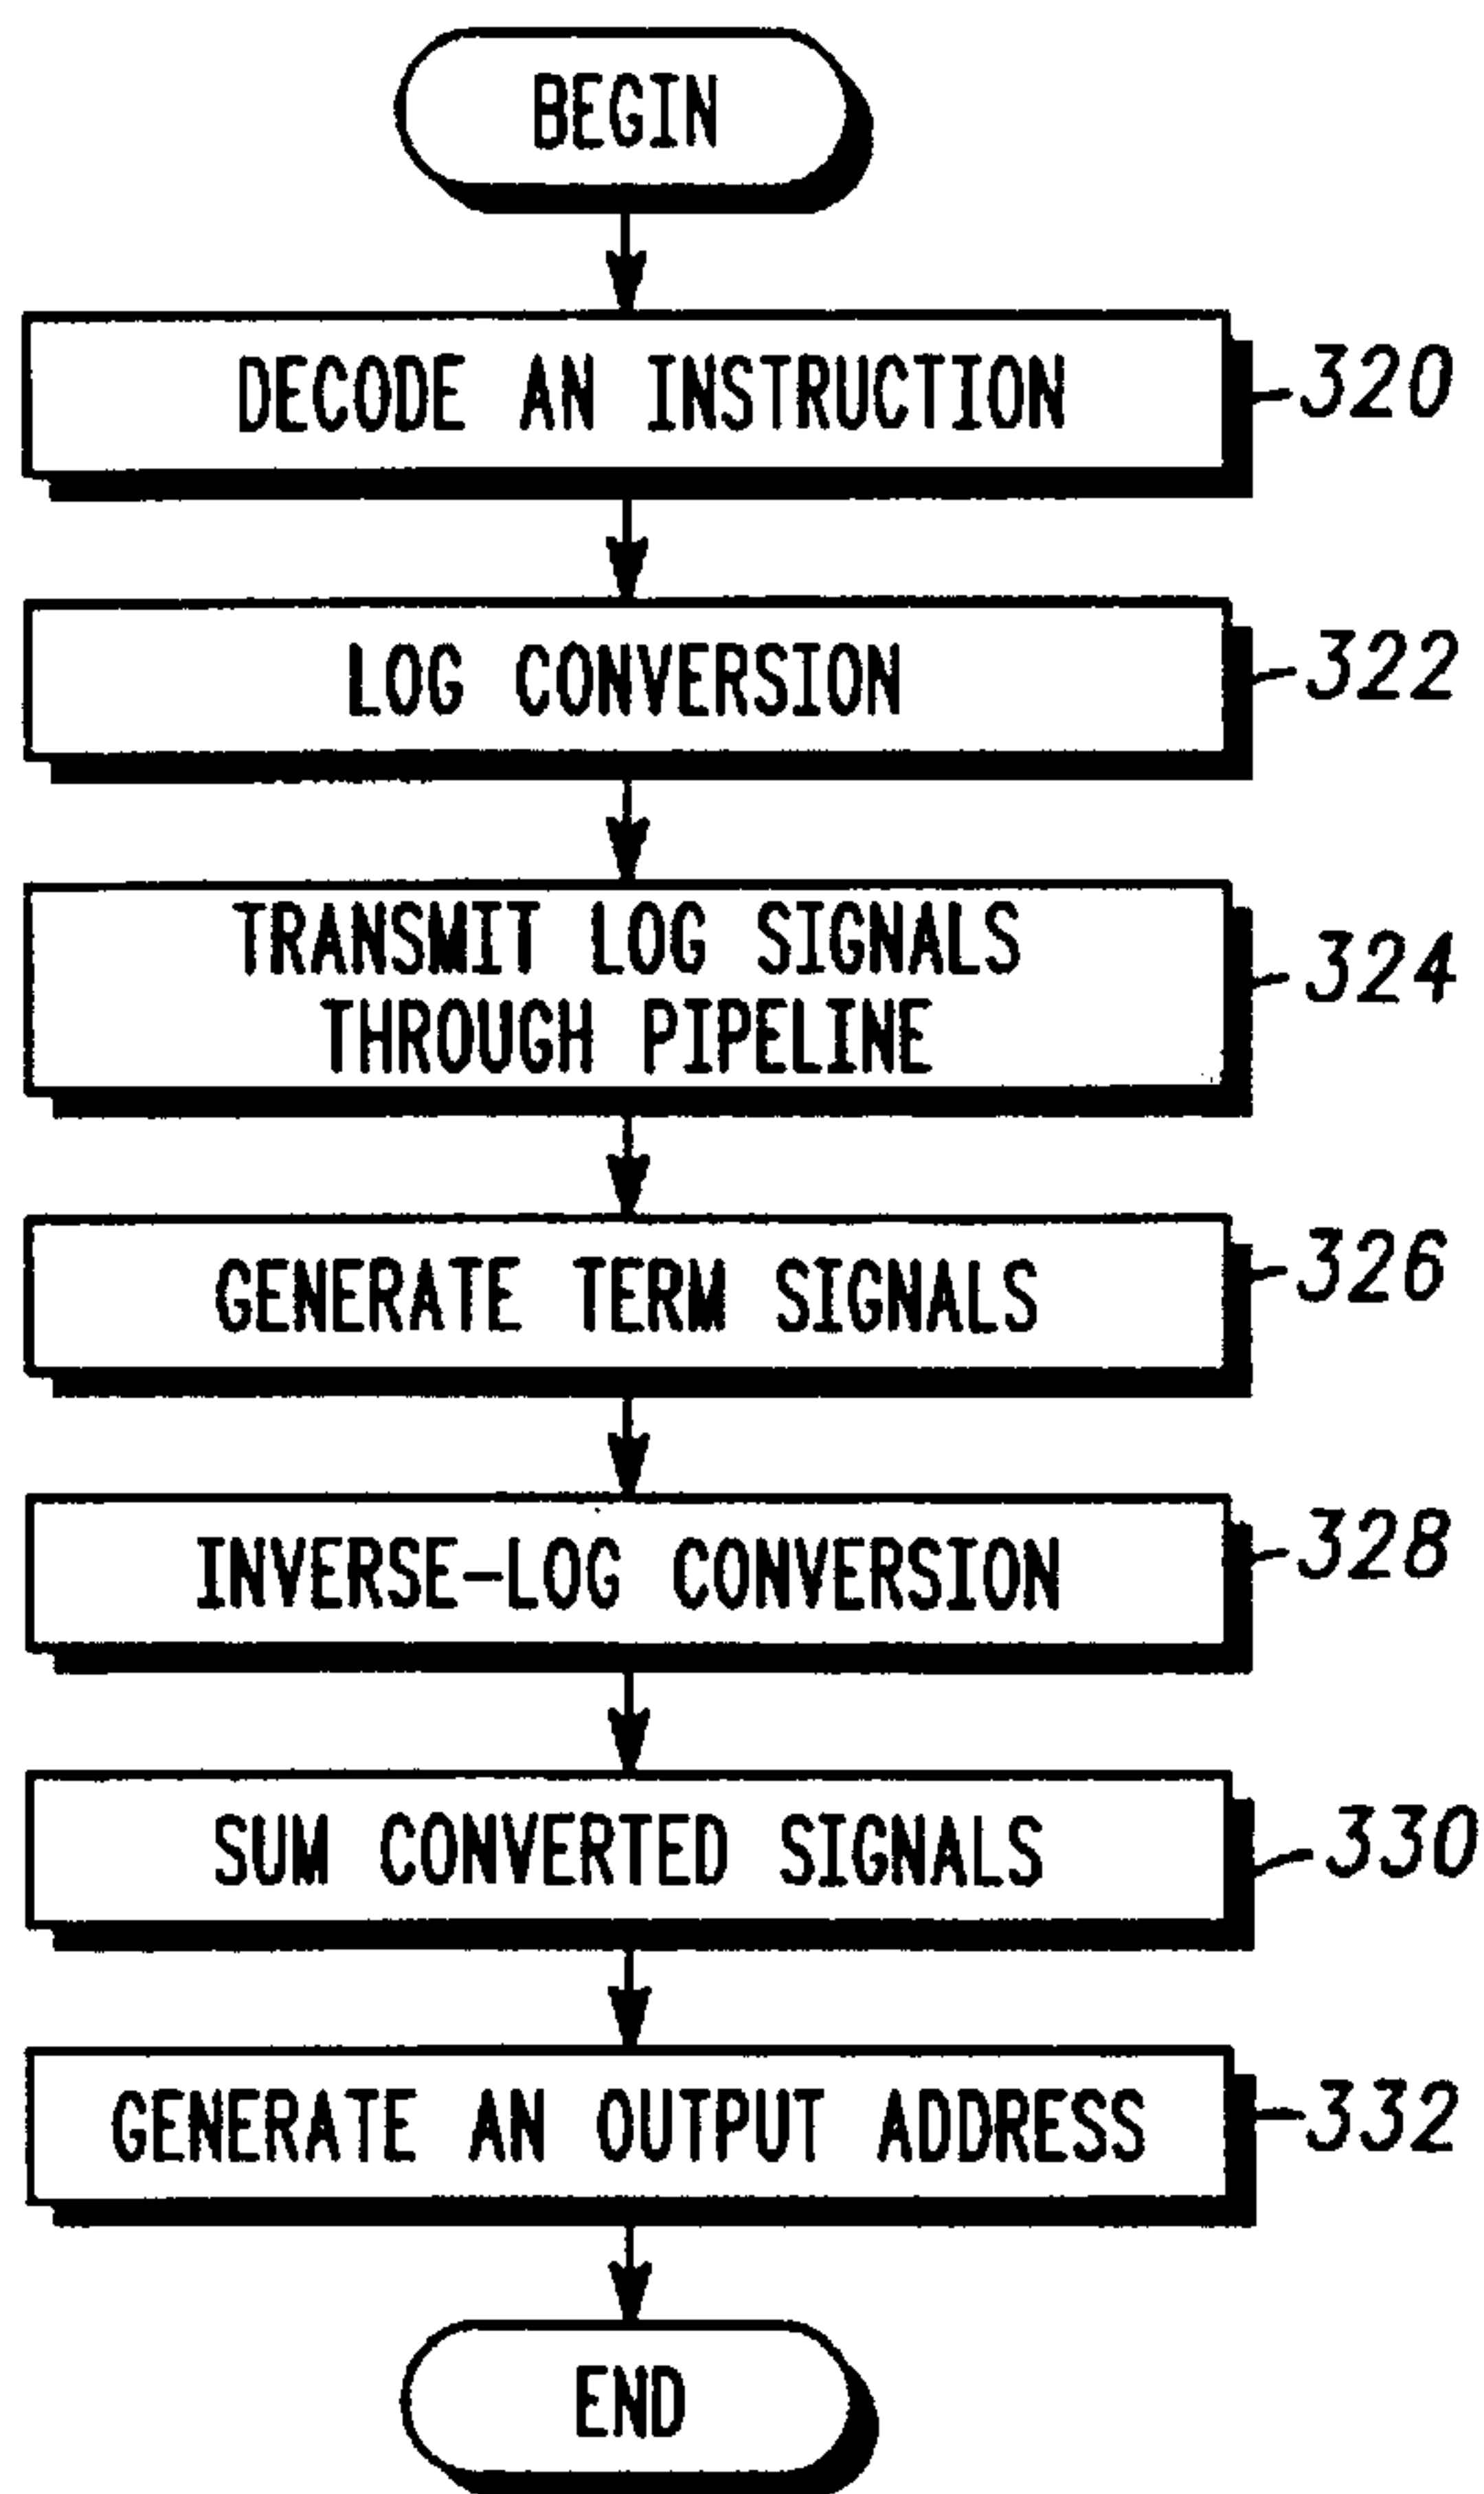 BEGIN
DECODE AN INSTRUCTION
320
LOG CONVERSION
322
TRANSMIT LOG SIGNALS
THROUGH PIPELINE
324
GENERATE TERM SIGNALS
326
INVERSE-LOG CONVERSION
328
SUM CONVERTED SIGNALS
330
GENERATE AN OUTPUT ADDRESS
332
END